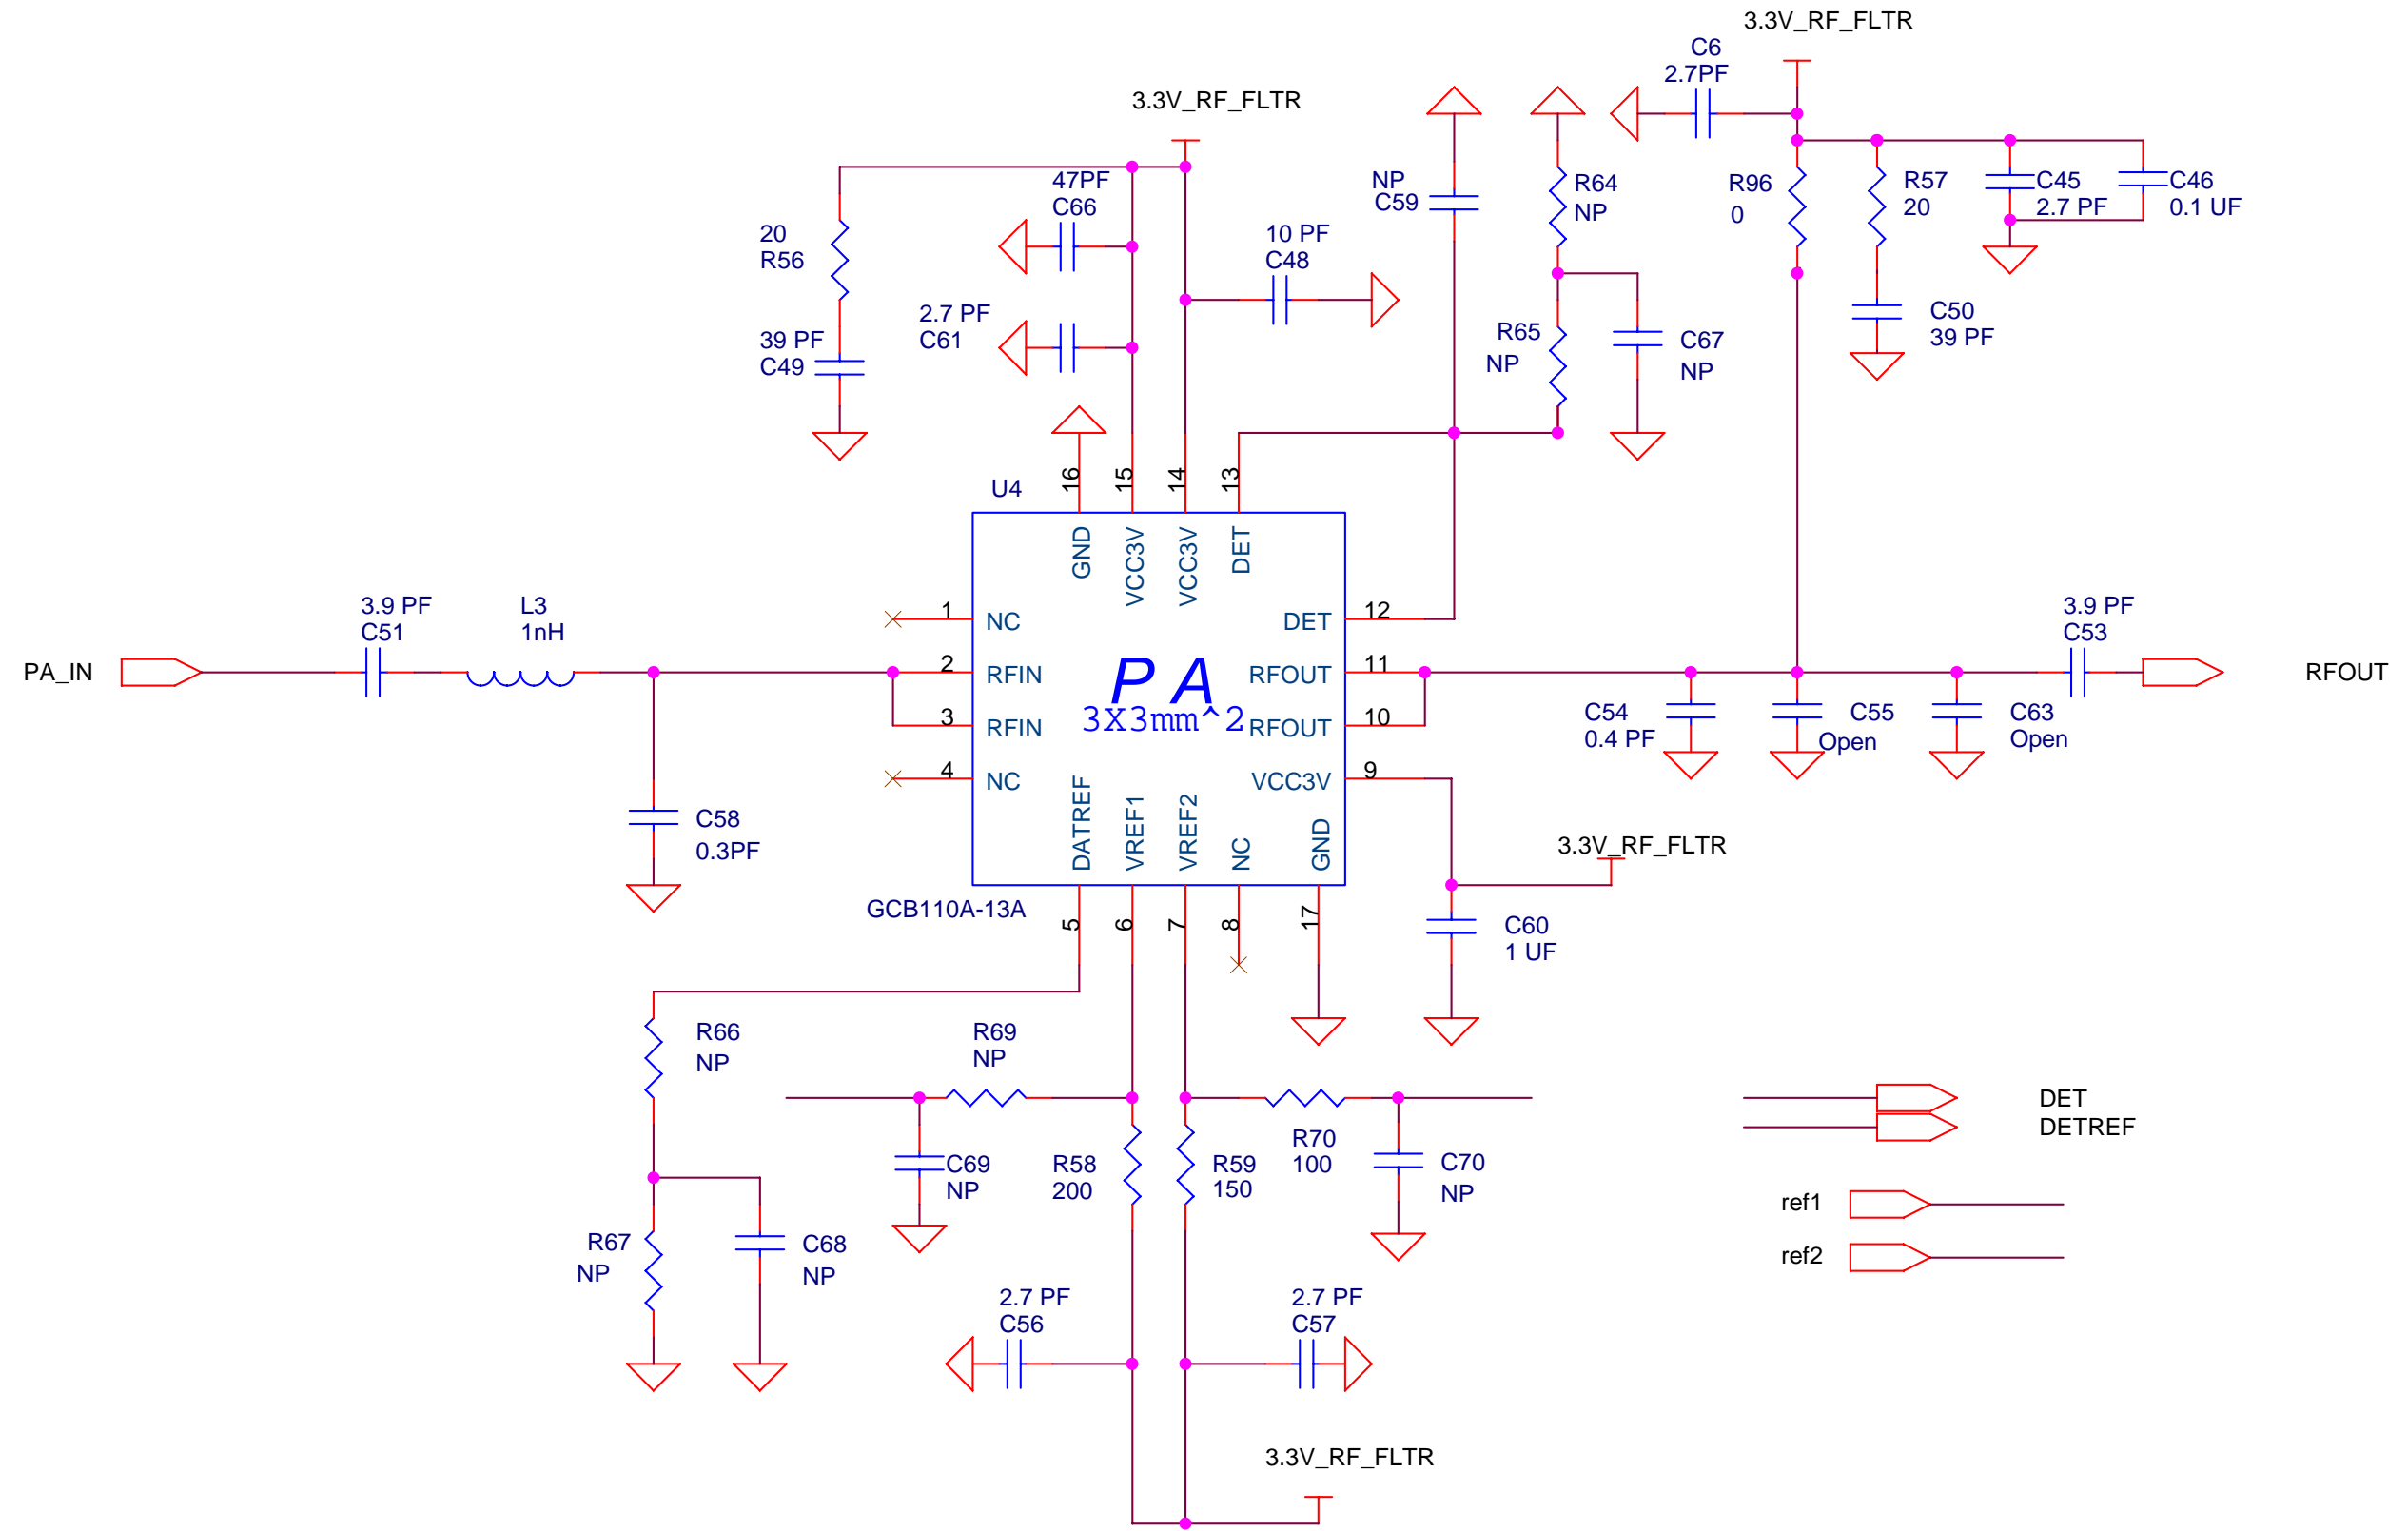 3.3V_RF_FLTR
C6
2.7PF
3.3V_RF_FLTR
47PF
C66
NP
C59
R64
NP
R96
0
R57
20
C45
2.7 PF
C46
0.1 UF
20
R56
10 PF
C48
2.7 PF
C61
39 PF
C49
R65
NP
C67
NP
C50
39 PF
U4
16
15
14
13
GND
VCC3V
VCC3V
DET
3.9 PF
C51
L3
1nH
1
NC
DET
12
3.9 PF
C53
PA_IN
2
RFIN
PA
3X3mm^2
RFOUT
11
RFOUT
3
RFIN
RFOUT
10
C54
0.4 PF
C55
Open
C63
Open
4
NC
VCC3V
9
C58
0.3PF
DATREF
VREF1
VREF2
NC
GND
3.3V_RF_FLTR
GCB110A-13A
5
6
7
8
17
C60
1 UF
R66
NP
R69
NP
DET
DETREF
R70
100
C69
NP
R58
200
R59
150
C70
NP
ref1
ref2
R67
NP
C68
NP
2.7 PF
C56
2.7 PF
C57
3.3V_RF_FLTR